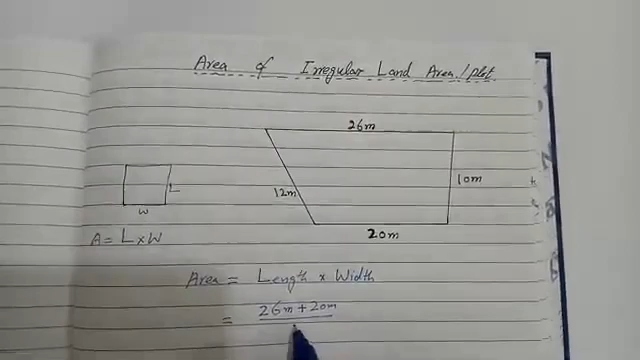 Area of Irregular Land Area/plot
26m
12m
10m
L
W
20m
A = L x W
Area = Length x Width
= 26m + 20m